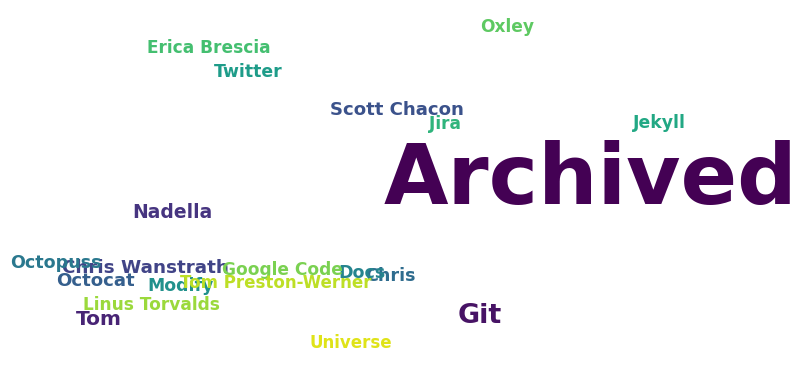 Oxley
Erica Brescia
Twitter
Scott Chacon
Jira
Jekyll
Archived
Nadella
Octopuss
Chris Wanstrath
Google Code
Docs
Chris
Octocat
Modify
Tom Preston-Werner
Linus Torvalds
Tom
Git
Universe